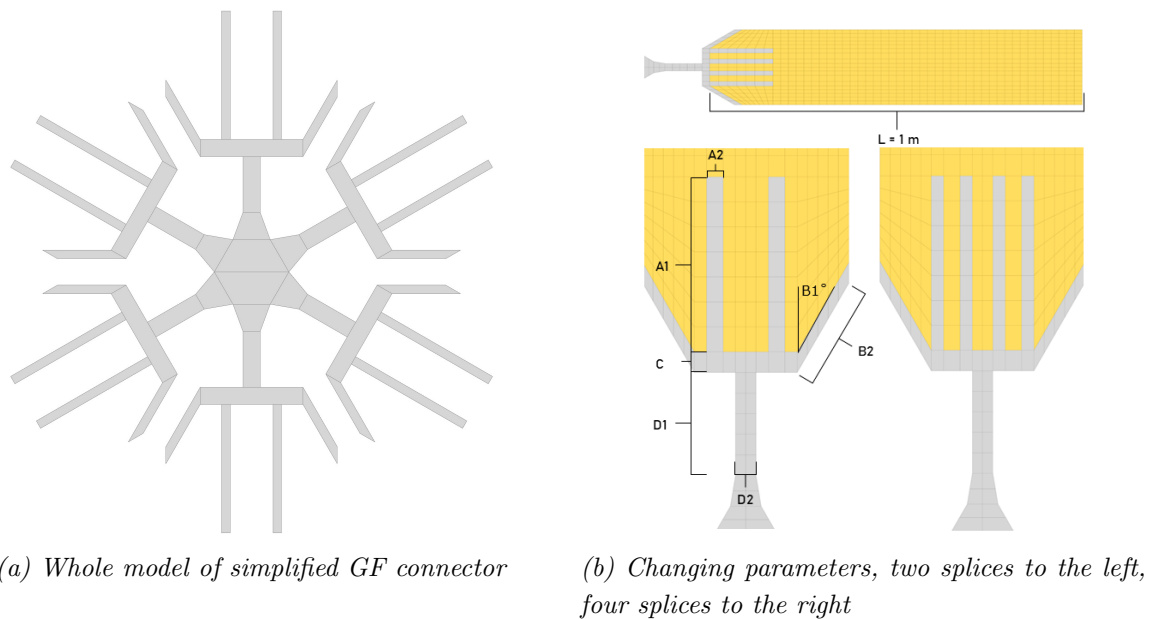 L = 1 m
A2
A1
B1°
B2
C
D1
D2
(a) Whole model of simplified GF connector
(b) Changing parameters, two splices to the left,
four splices to the right